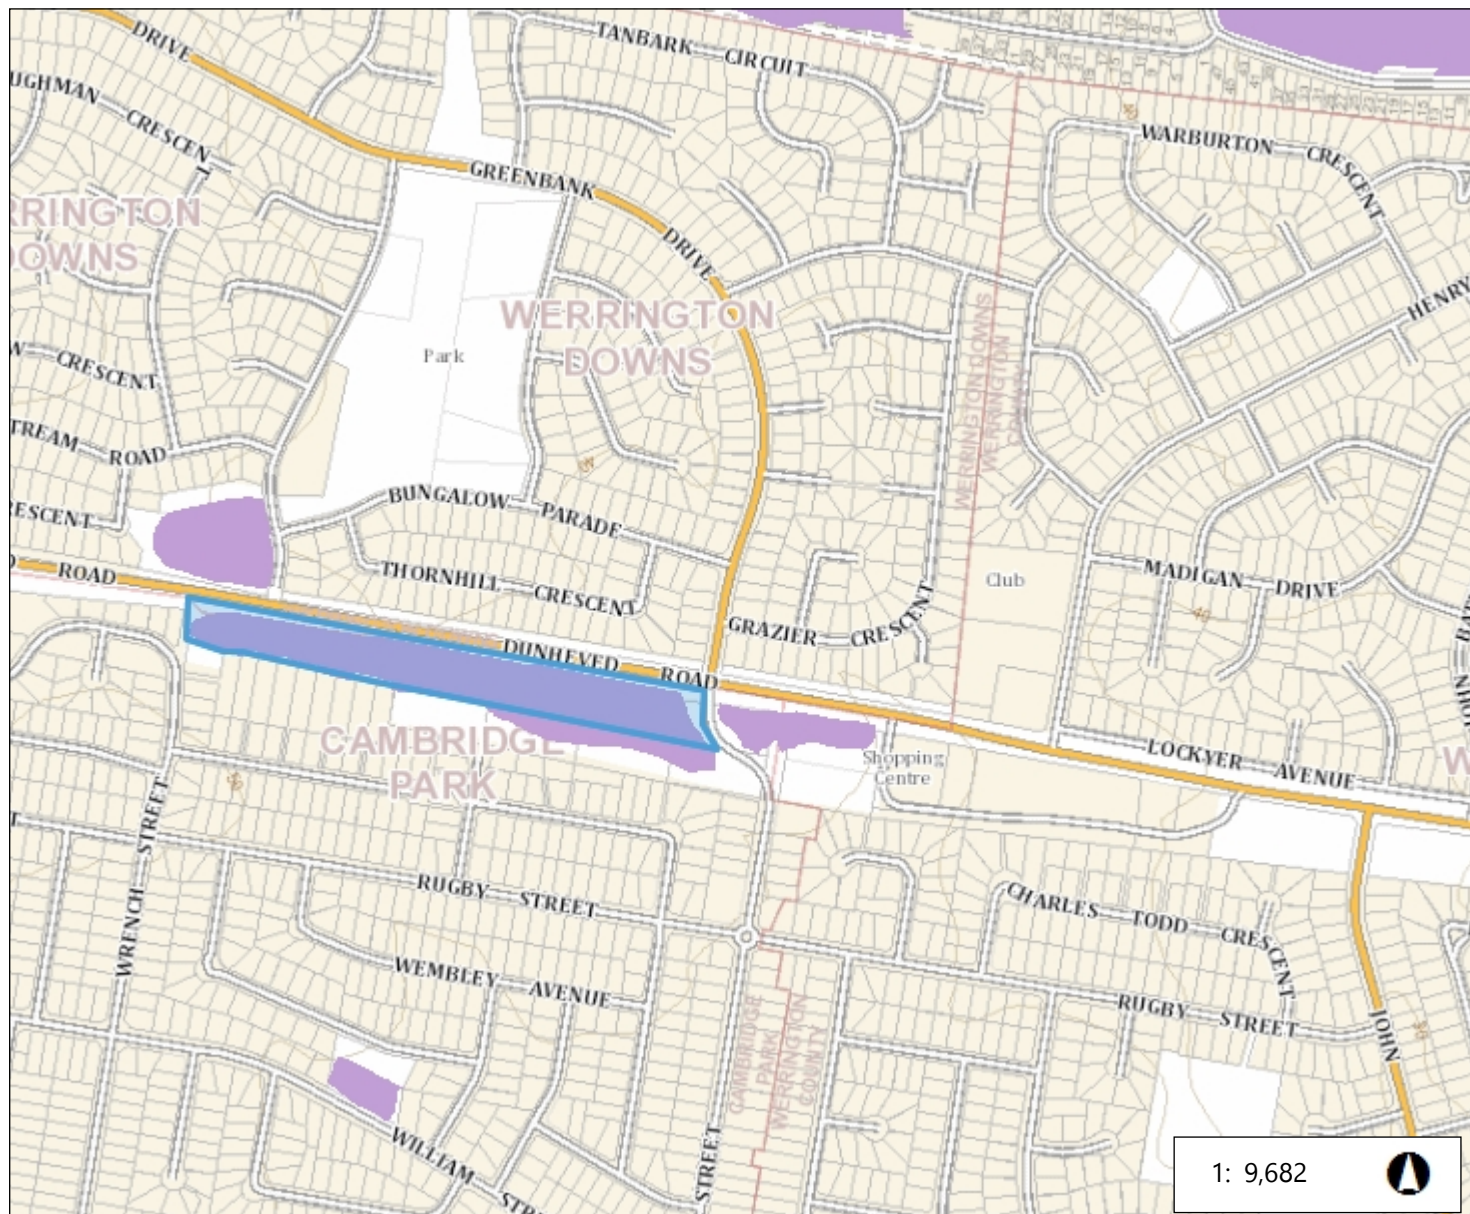 DRIVE
TANBARK CIRCUIT
UGHMAN CRESCENT
WARBURTON CRESCENT
GREENBANK DRIVE
RRINGTON
DOWNS
HENRY
WERRINGTON
DOWNS
WERRINGTON DOWNS
WERRINGTON
COUNTY
Park
W CRESCENT
TREAM ROAD
BUNGALOW PARADE
RESCENT
ROAD
THORNHILL CRESCENT
Club
MADIGAN DRIVE
40
GRAZIER CRESCENT
DUNHEVED ROAD
CAMBRIDGE
PARK
Shopping
Centre
LOCKYER AVENUE
W
WRENCH STREET
RUGBY STREET
CHARLES TODD CRESCENT
WEMBLEY AVENUE
RUGBY STREET
CAMBRIDGE
PARK
WERRINGTON
COUNTY
JOHN
WILLIAM STR
STREET
1: 9,682